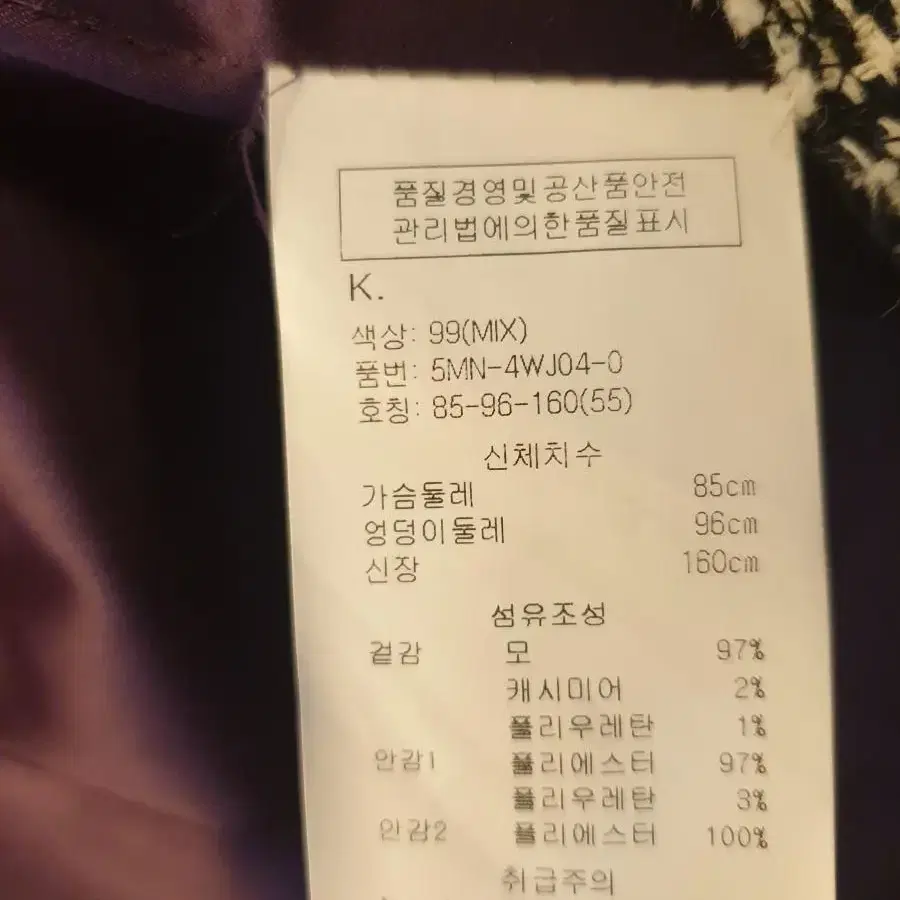 품질경영및공산품안전
관리법에의한품질표시
K.
색상: 99(MIX)
품번: 5MN-4WJ04-0
호칭: 85-96-160(55)
신체치수
가슴둘레 85cm
엉덩이둘레 96cm
신장 160cm
섬유조성
겉감 모 97%
캐시미어 2%
폴리우레탄 1%
안감1 폴리에스터 97%
폴리우레탄 3%
안감2 폴리에스터 100%
취급주의